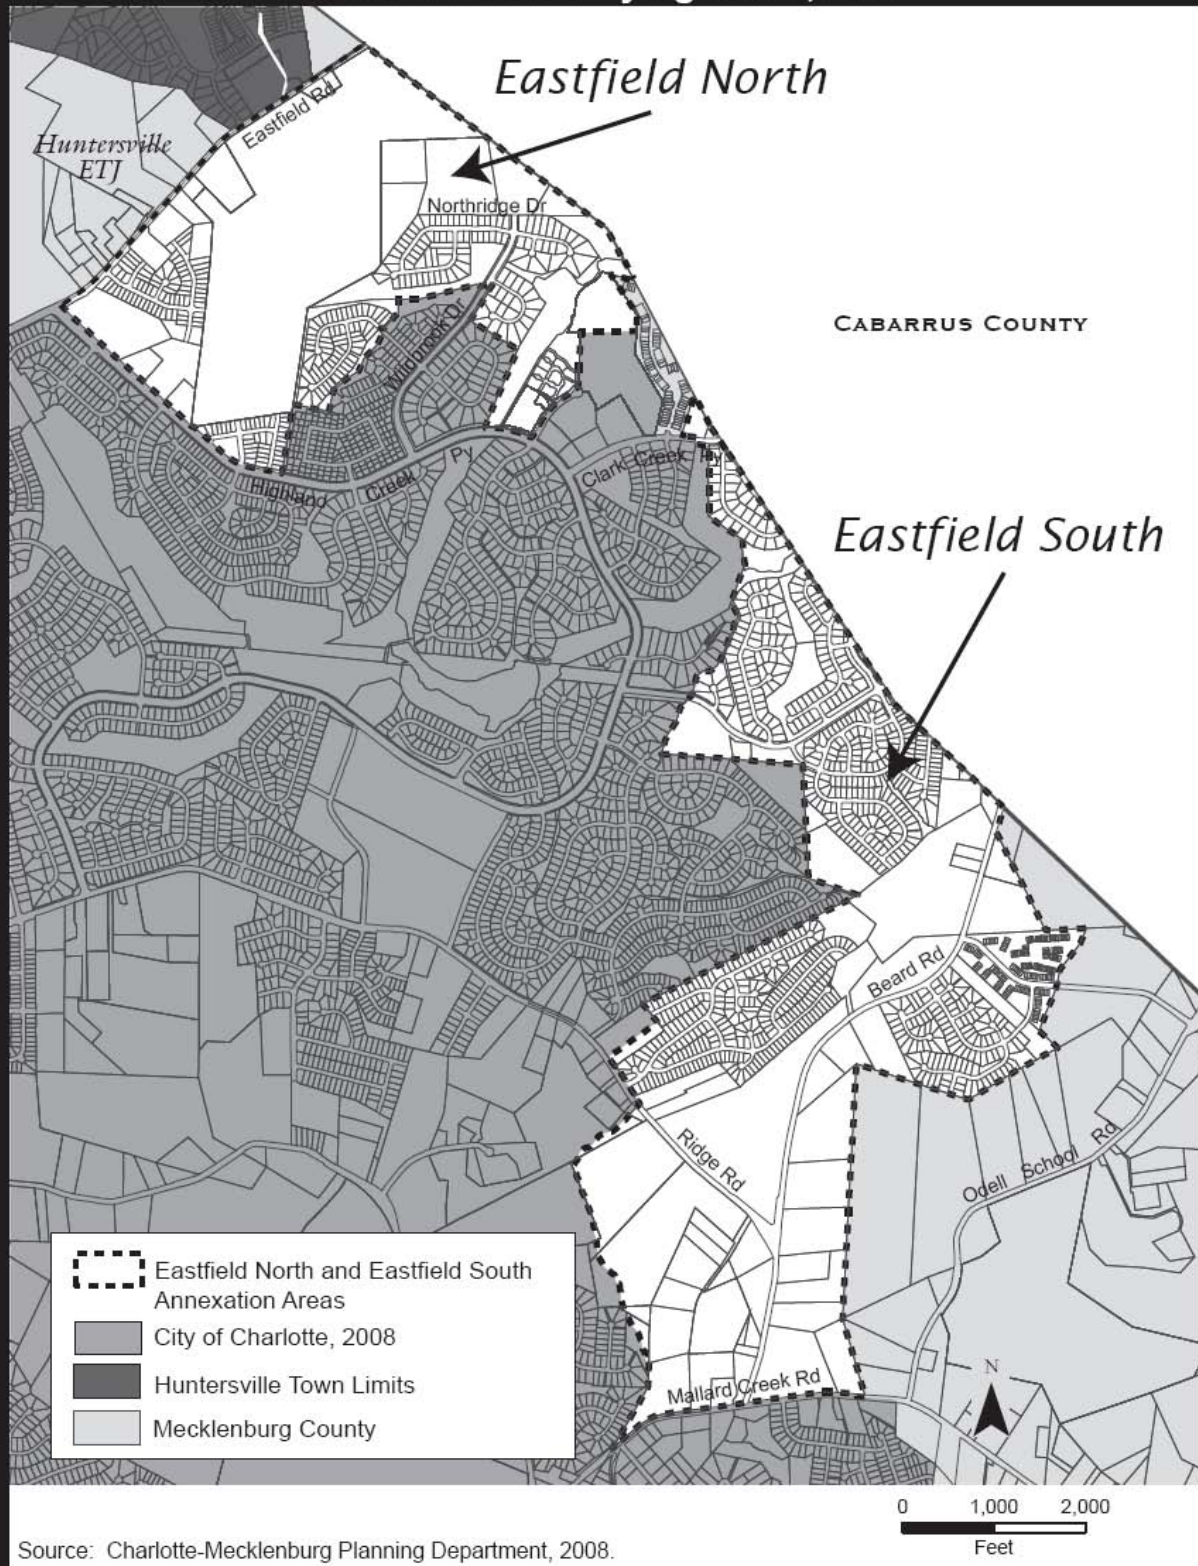 Eastfield North
Eastfield Rd
Huntersville
ETJ
Northridge Dr
CABARRUS COUNTY
Py
Clark Creek Py
Highland Creek
Eastfield South
Beard Rd
Ridge Rd
Odell School Rd
Mallard Creek Rd
Eastfield North and Eastfield South
Annexation Areas
City of Charlotte, 2008
Huntersville Town Limits
Mecklenburg County
N
0 1,000 2,000
Feet
Source: Charlotte-Mecklenburg Planning Department, 2008.